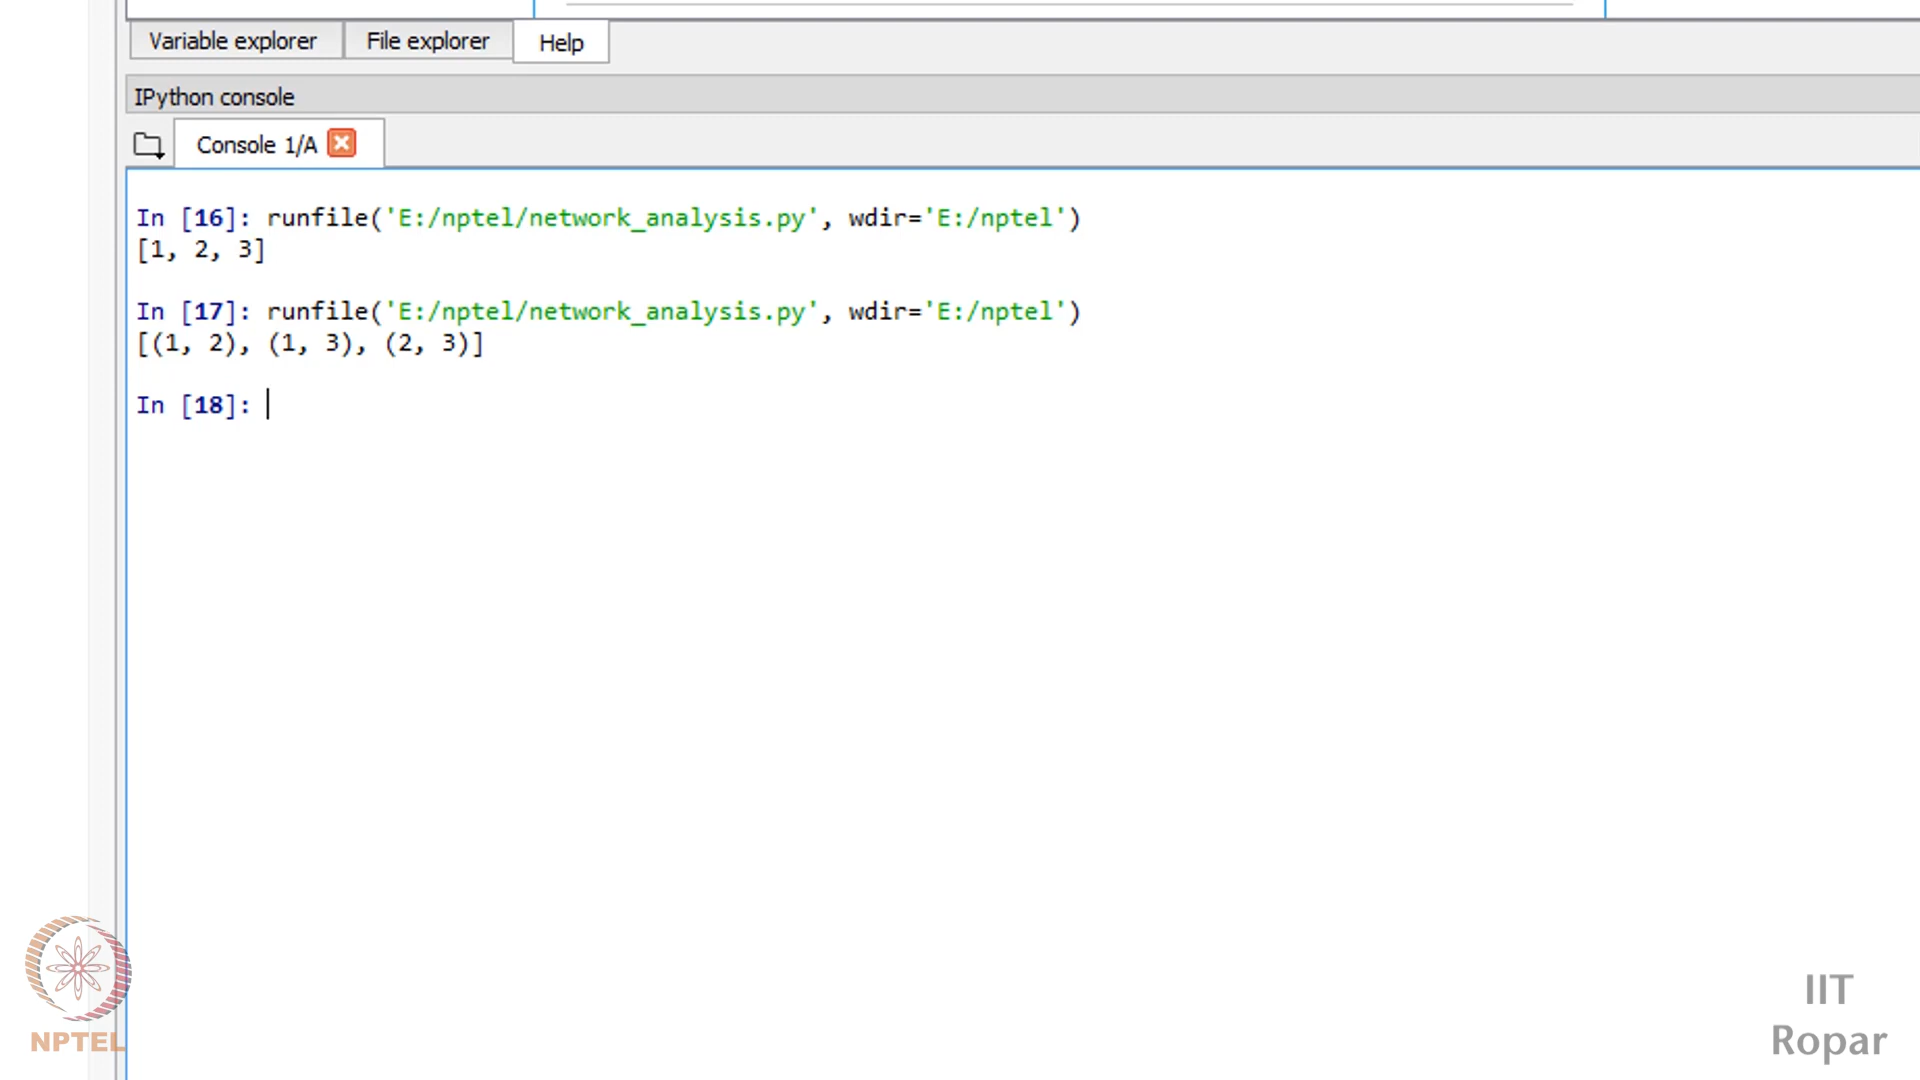 Variable explorer File explorer Help
IPython console
Console 1/A
In [16]: runfile('E:/nptel/network_analysis.py', wdir='E:/nptel')
[1, 2, 3]
In [17]: runfile('E:/nptel/network_analysis.py', wdir='E:/nptel')
[(1, 2), (1, 3), (2, 3)]
In [18]:
NPTEL
IIT
Ropar